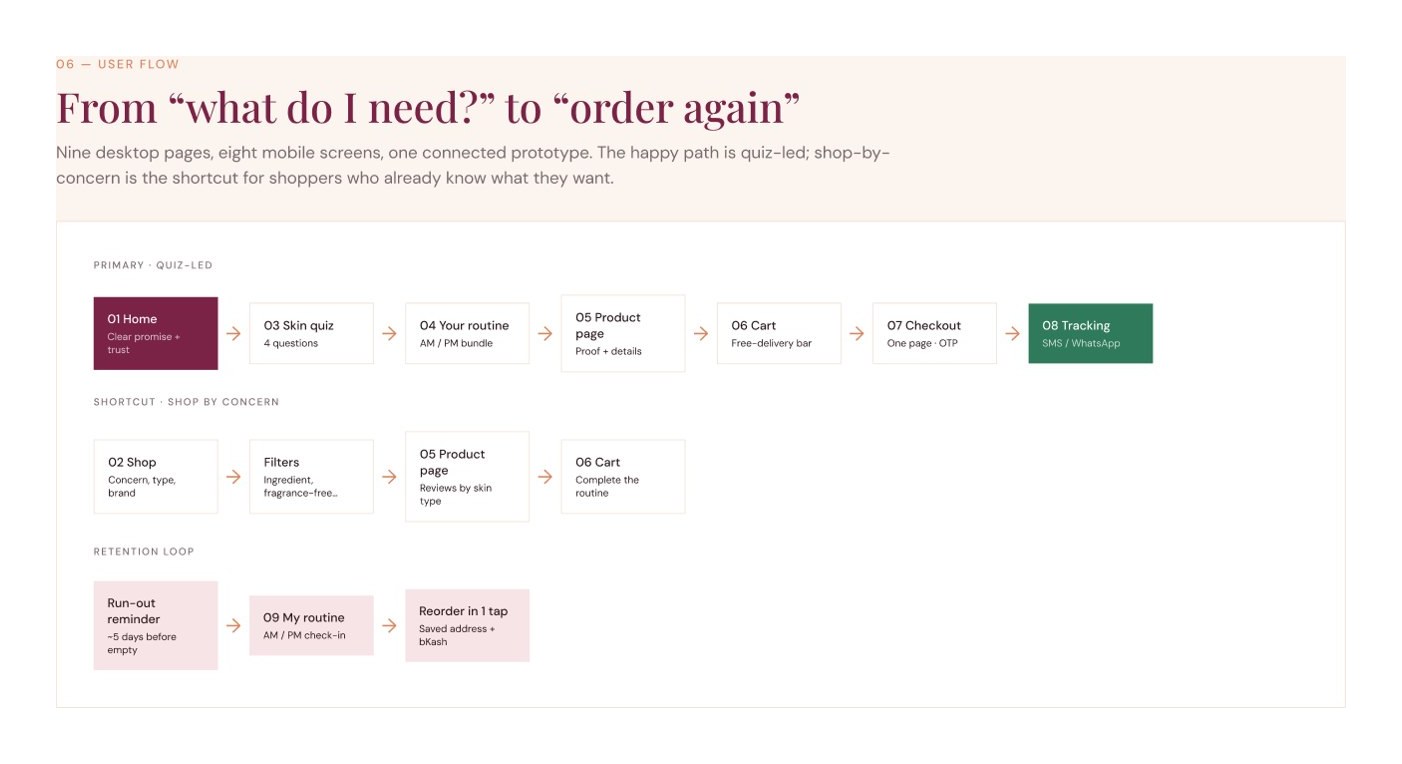 06 — USER FLOW
From “what do I need?” to “order again”
Nine desktop pages, eight mobile screens, one connected prototype. The happy path is quiz-led; shop-by-
concern is the shortcut for shoppers who already know what they want.
PRIMARY · QUIZ-LED
01 Home
Clear promise +
trust
03 Skin quiz
4 questions
04 Your routine
AM / PM bundle
05 Product
page
Proof + details
06 Cart
Free-delivery bar
07 Checkout
One page · OTP
08 Tracking
SMS / WhatsApp
SHORTCUT · SHOP BY CONCERN
02 Shop
Concern, type,
brand
Filters
Ingredient,
fragrance-free…
05 Product
page
Reviews by skin
type
06 Cart
Complete the
routine
RETENTION LOOP
Run-out
reminder
~5 days before
empty
09 My routine
AM / PM check-in
Reorder in 1 tap
Saved address +
bKash